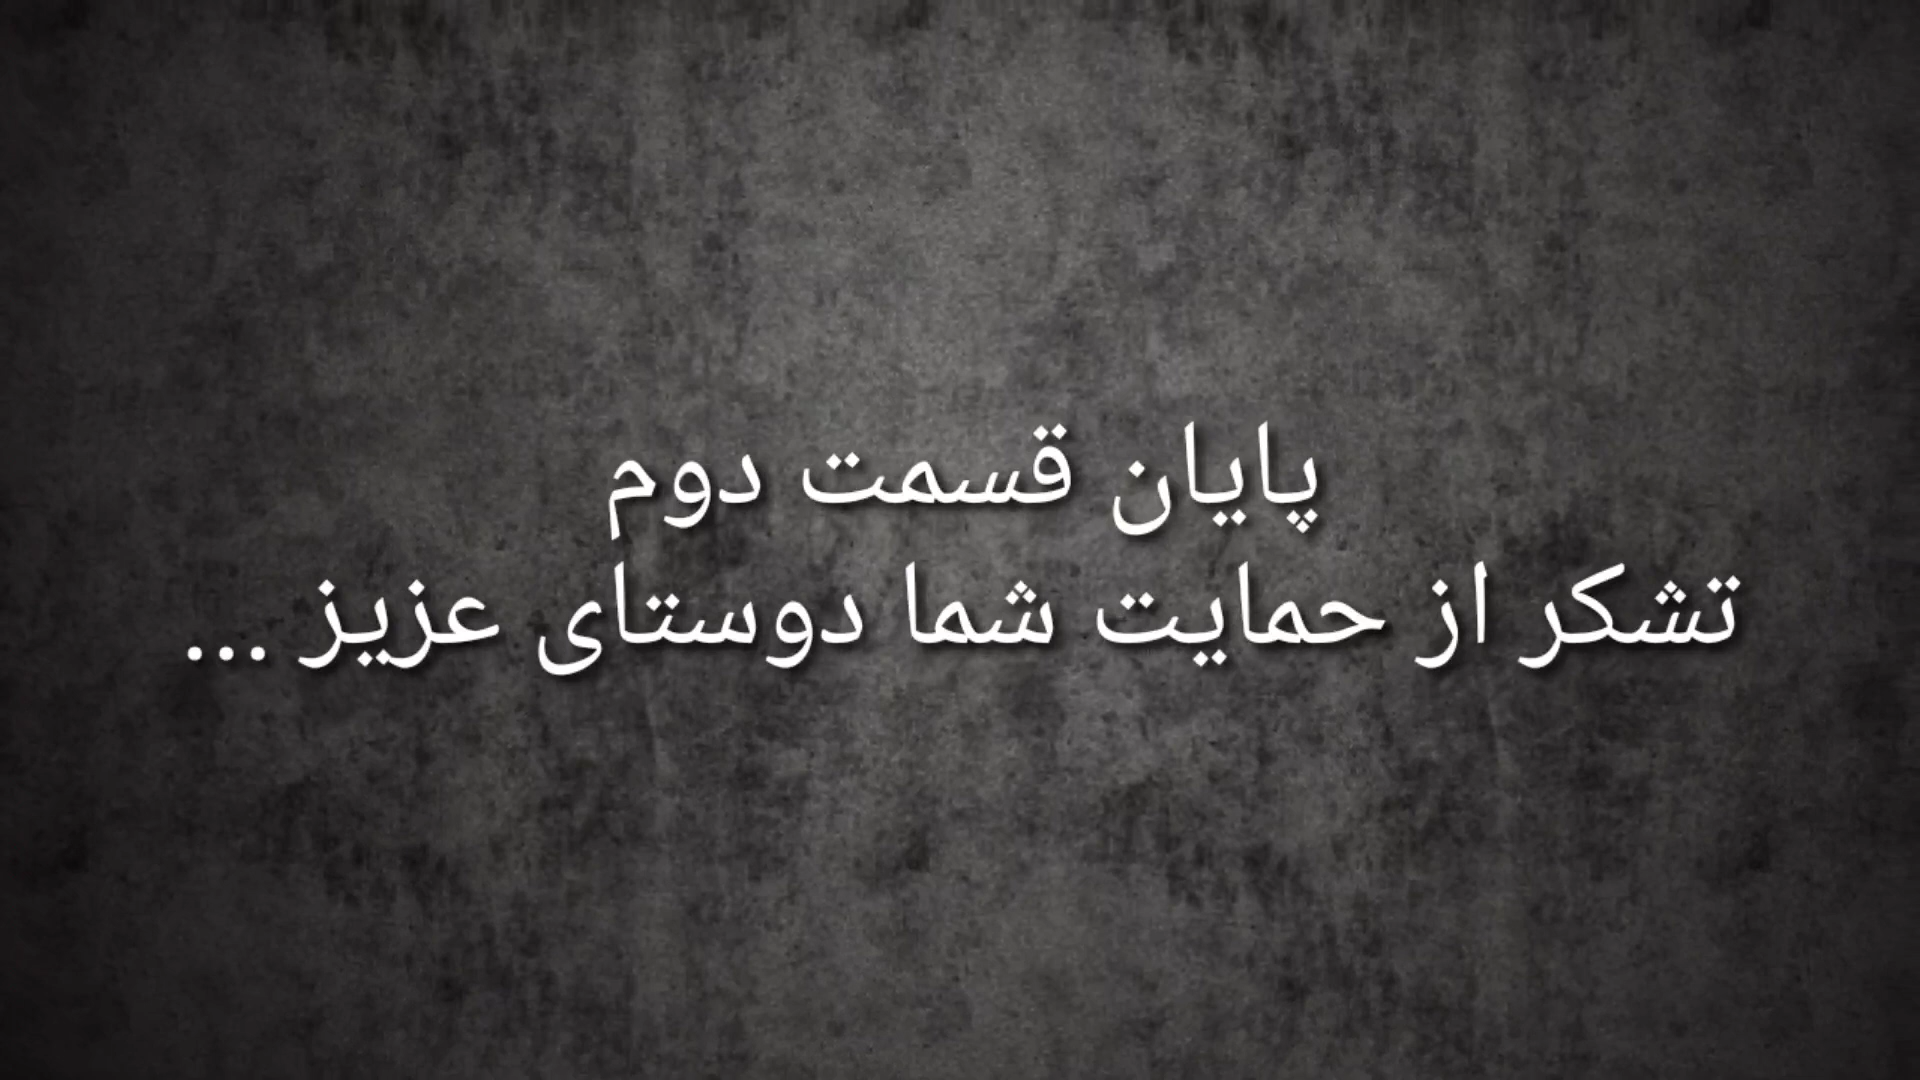 پایان قسمت دوم
تشکر از حمایت شما دوستای عزیز ...